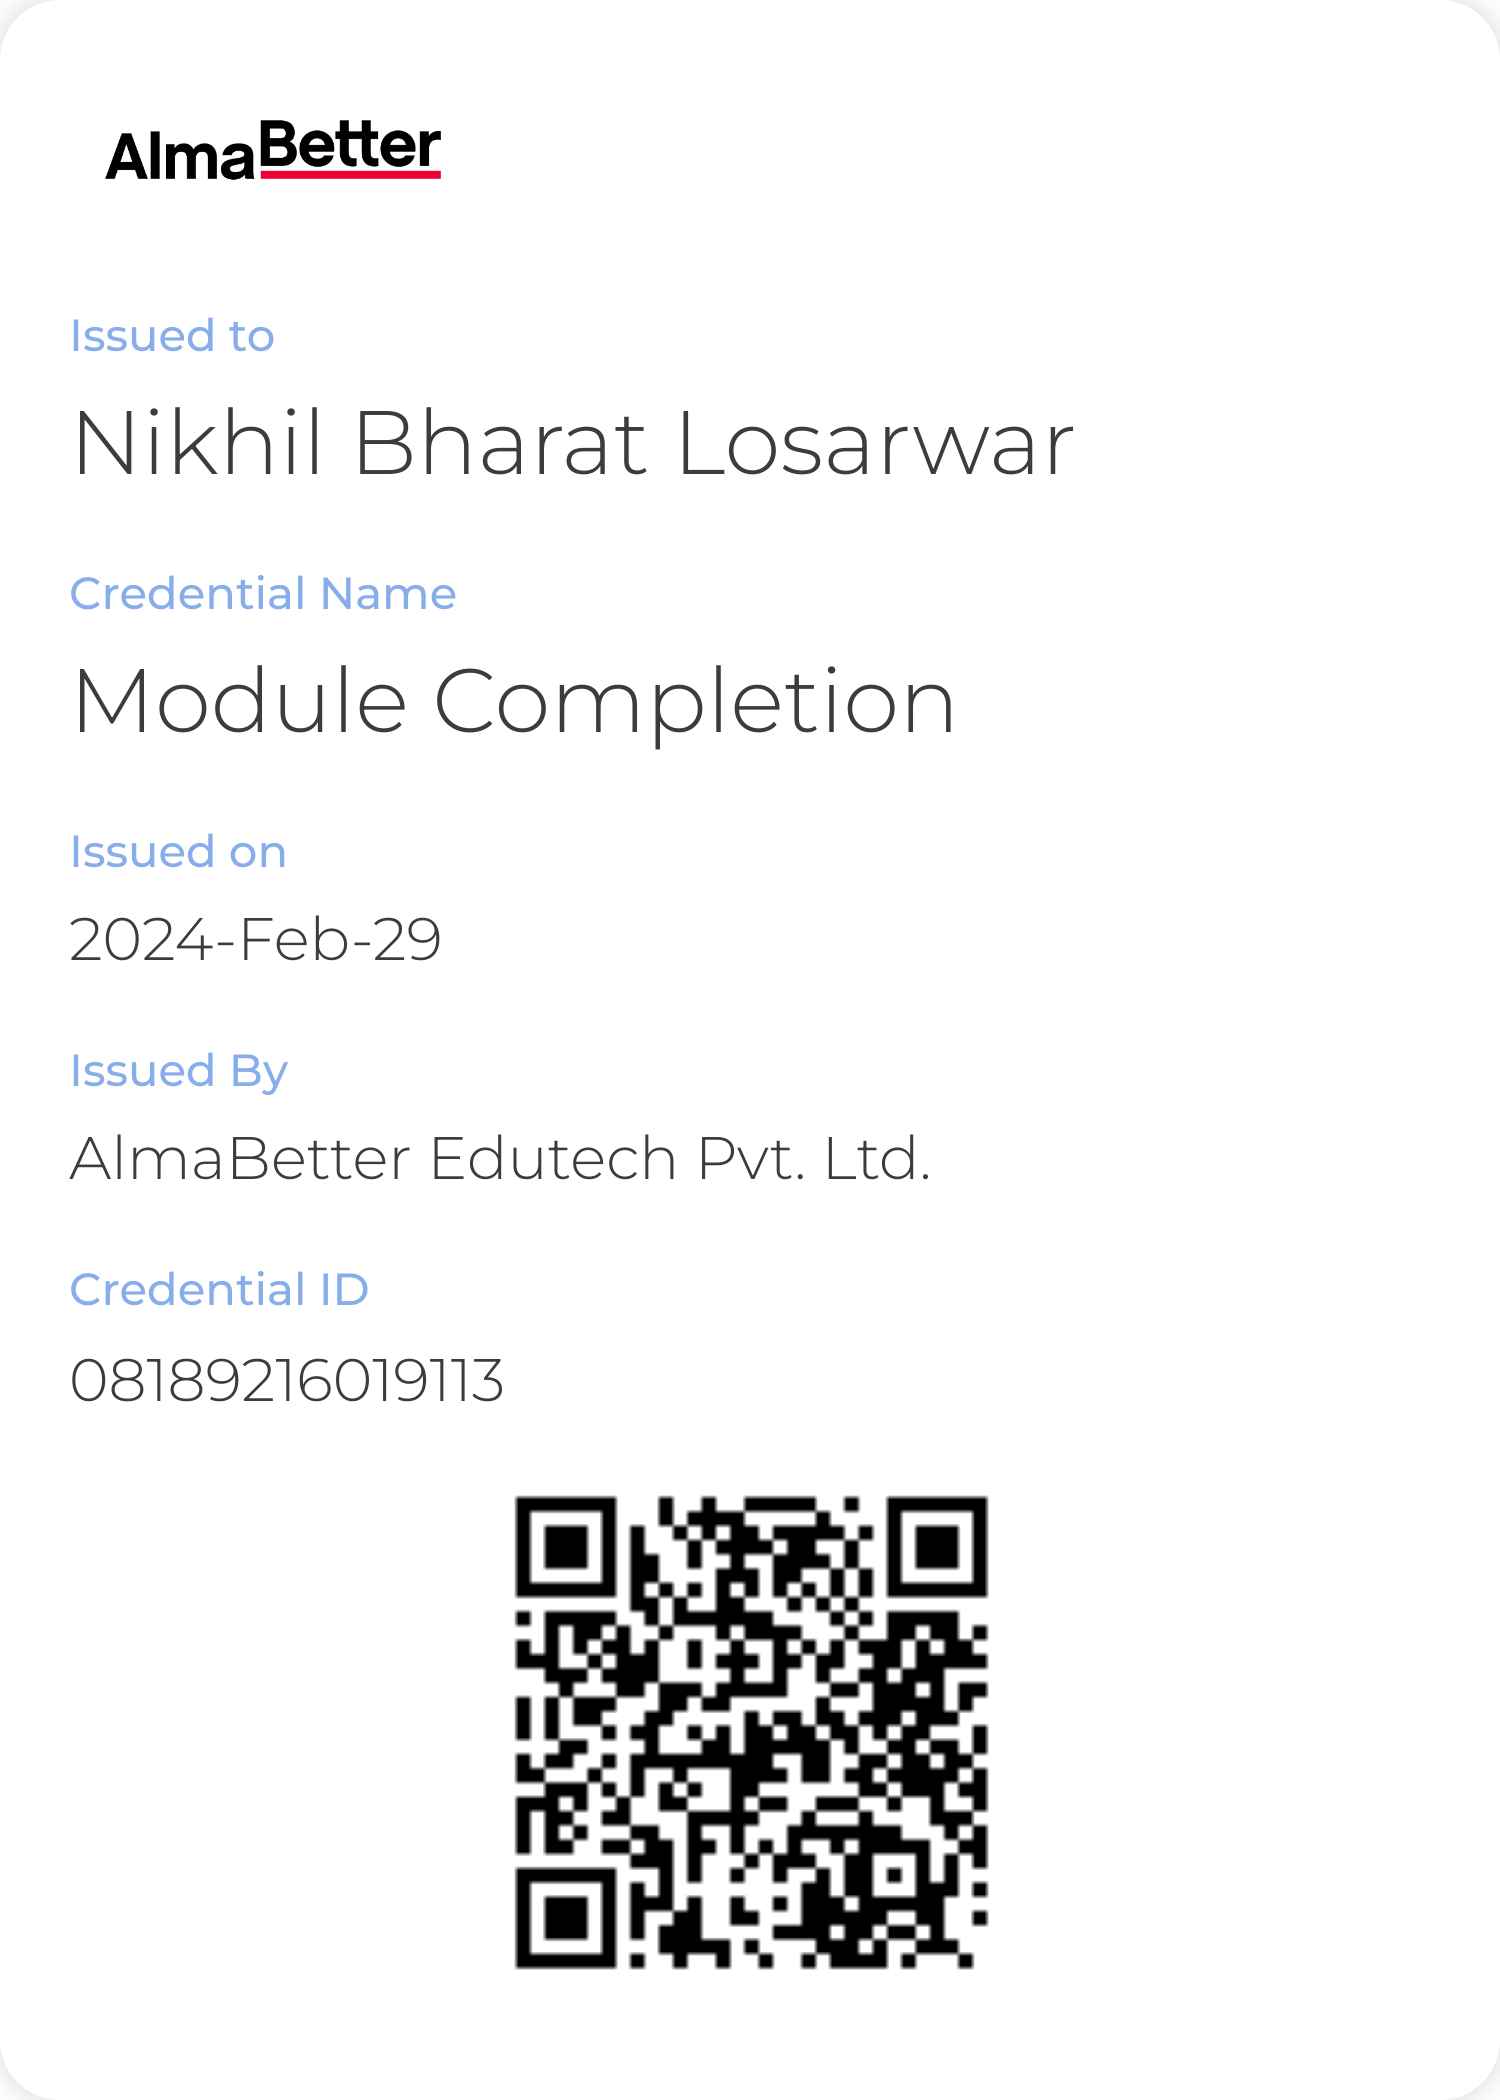 AlmaBetter
Issued to
Nikhil Bharat Losarwar
Credential Name
Module Completion
Issued on
2024-Feb-29
Issued By
AlmaBetter Edutech Pvt. Ltd.
Credential ID
08189216019113